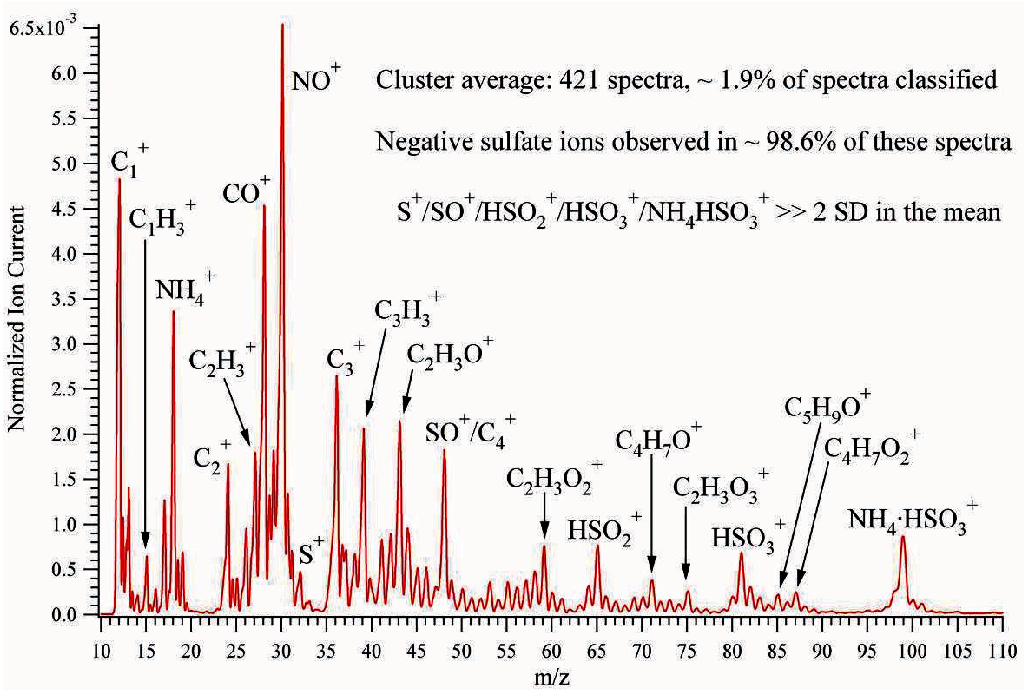 6.5x10⁻³
6.0
5.5
5.0
4.5
4.0
3.5
3.0
2.5
2.0
1.5
1.0
0.5
0.0
Normalized Ion Current
Cluster average: 421 spectra, ~ 1.9% of spectra classified
Negative sulfate ions observed in ~ 98.6% of these spectra
S⁺/SO⁺/HSO₂⁺/HSO₃⁺/NH₄HSO₃⁺ >> 2 SD in the mean
C₁⁺
C₁H₃⁺
NH₄⁺
C₂⁺
C₂H₃⁺
CO⁺
NO⁺
S⁺
C₃⁺
C₃H₃⁺
C₂H₃O⁺
SO⁺/C₄⁺
C₂H₃O₂⁺
HSO₂⁺
C₄H₇O⁺
C₂H₃O₃⁺
HSO₃⁺
C₅H₉O⁺
C₄H₇O₂⁺
NH₄·HSO₃⁺
10 15 20 25 30 35 40 45 50 55 60 65 70 75 80 85 90 95 100 105 110
m/z